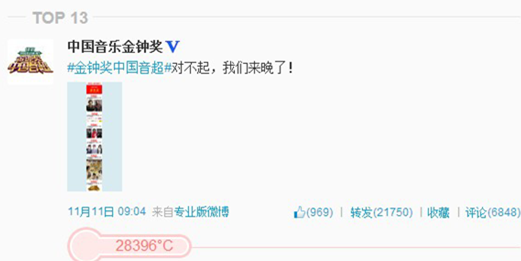 TOP 13
中国音乐金钟奖
#金钟奖中国音超#对不起，我们来晚了！
11月11日 09:04 来自专业版微博 (969) | 转发(21750) | 收藏 | 评论(6848)
28396°C